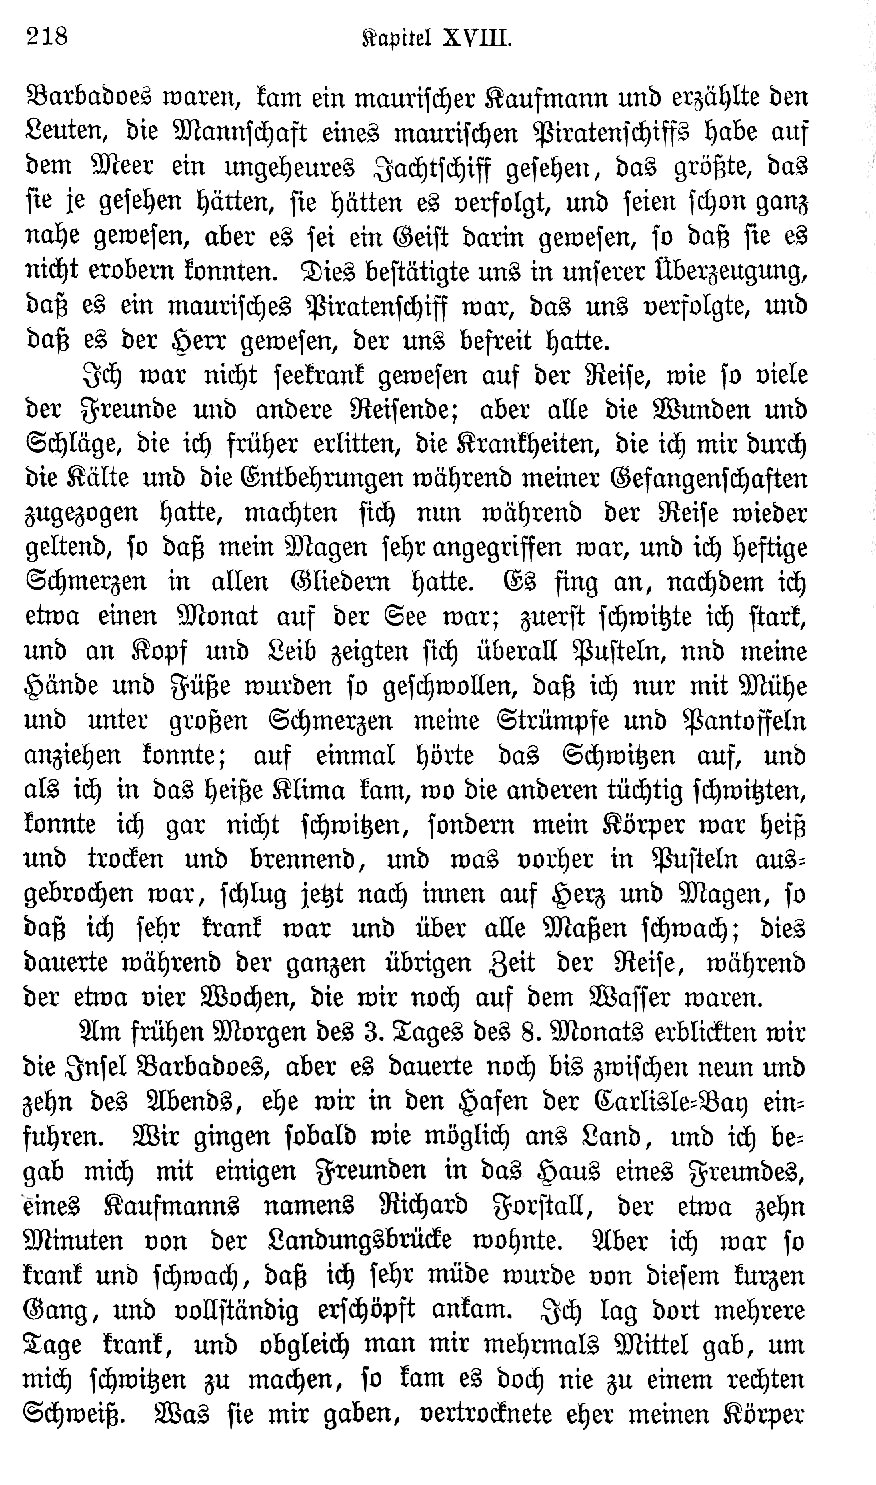 218 Kapitel XVIII.
Barbadoes waren, kam ein maurischer Kaufmann und erzählte den
Leuten, die Mannschaft eines maurischen Piratenschiffs habe auf
dem Meer ein ungeheures Jachtschiff gesehen, das größte, das
sie je gesehen hätten, sie hätten es verfolgt, und seien schon ganz
nahe gewesen, aber es sei ein Geist darin gewesen, so daß sie es
nicht erobern konnten. Dies bestätigte uns in unserer Überzeugung,
daß es ein maurisches Piratenschiff war, das uns verfolgte, und
daß es der Herr gewesen, der uns befreit hatte.
Ich war nicht seekrank gewesen auf der Reise, wie so viele
der Freunde und andere Reisende; aber alle die Wunden und
Schläge, die ich früher erlitten, die Krankheiten, die ich mir durch
die Kälte und die Entbehrungen während meiner Gefangenschaften
zugezogen hatte, machten sich nun während der Reise wieder
geltend, so daß mein Magen sehr angegriffen war, und ich heftige
Schmerzen in allen Gliedern hatte. Es fing an, nachdem ich
etwa einen Monat auf der See war; zuerst schwitzte ich stark,
und an Kopf und Leib zeigten sich überall Pusteln, nnd meine
Hände und Füße wurden so geschwollen, daß ich nur mit Mühe
und unter großen Schmerzen meine Strümpfe und Pantoffeln
anziehen konnte; auf einmal hörte das Schwitzen auf, und
als ich in das heiße Klima kam, wo die anderen tüchtig schwitzten,
konnte ich gar nicht schwitzen, sondern mein Körper war heiß
und trocken und brennend, und was vorher in Pusteln aus-
gebrochen war, schlug jetzt nach innen auf Herz und Magen, so
daß ich sehr krank war und über alle Maßen schwach; dies
dauerte während der ganzen übrigen Zeit der Reise, während
der etwa vier Wochen, die wir noch auf dem Wasser waren.
Am frühen Morgen des 3. Tages des 8. Monats erblickten wir
die Insel Barbadoes, aber es dauerte noch bis zwischen neun und
zehn des Abends, ehe wir in den Hafen der Carlisle-Bay ein-
fuhren. Wir gingen sobald wie möglich ans Land, und ich be-
gab mich mit einigen Freunden in das Haus eines Freundes,
eines Kaufmanns namens Richard Forstall, der etwa zehn
Minuten von der Landungsbrücke wohnte. Aber ich war so
krank und schwach, daß ich sehr müde wurde von diesem kurzen
Gang, und vollständig erschöpft ankam. Ich lag dort mehrere
Tage krank, und obgleich man mir mehrmals Mittel gab, um
mich schwitzen zu machen, so kam es doch nie zu einem rechten
Schweiß. Was sie mir gaben, vertrocknete eher meinen Körper